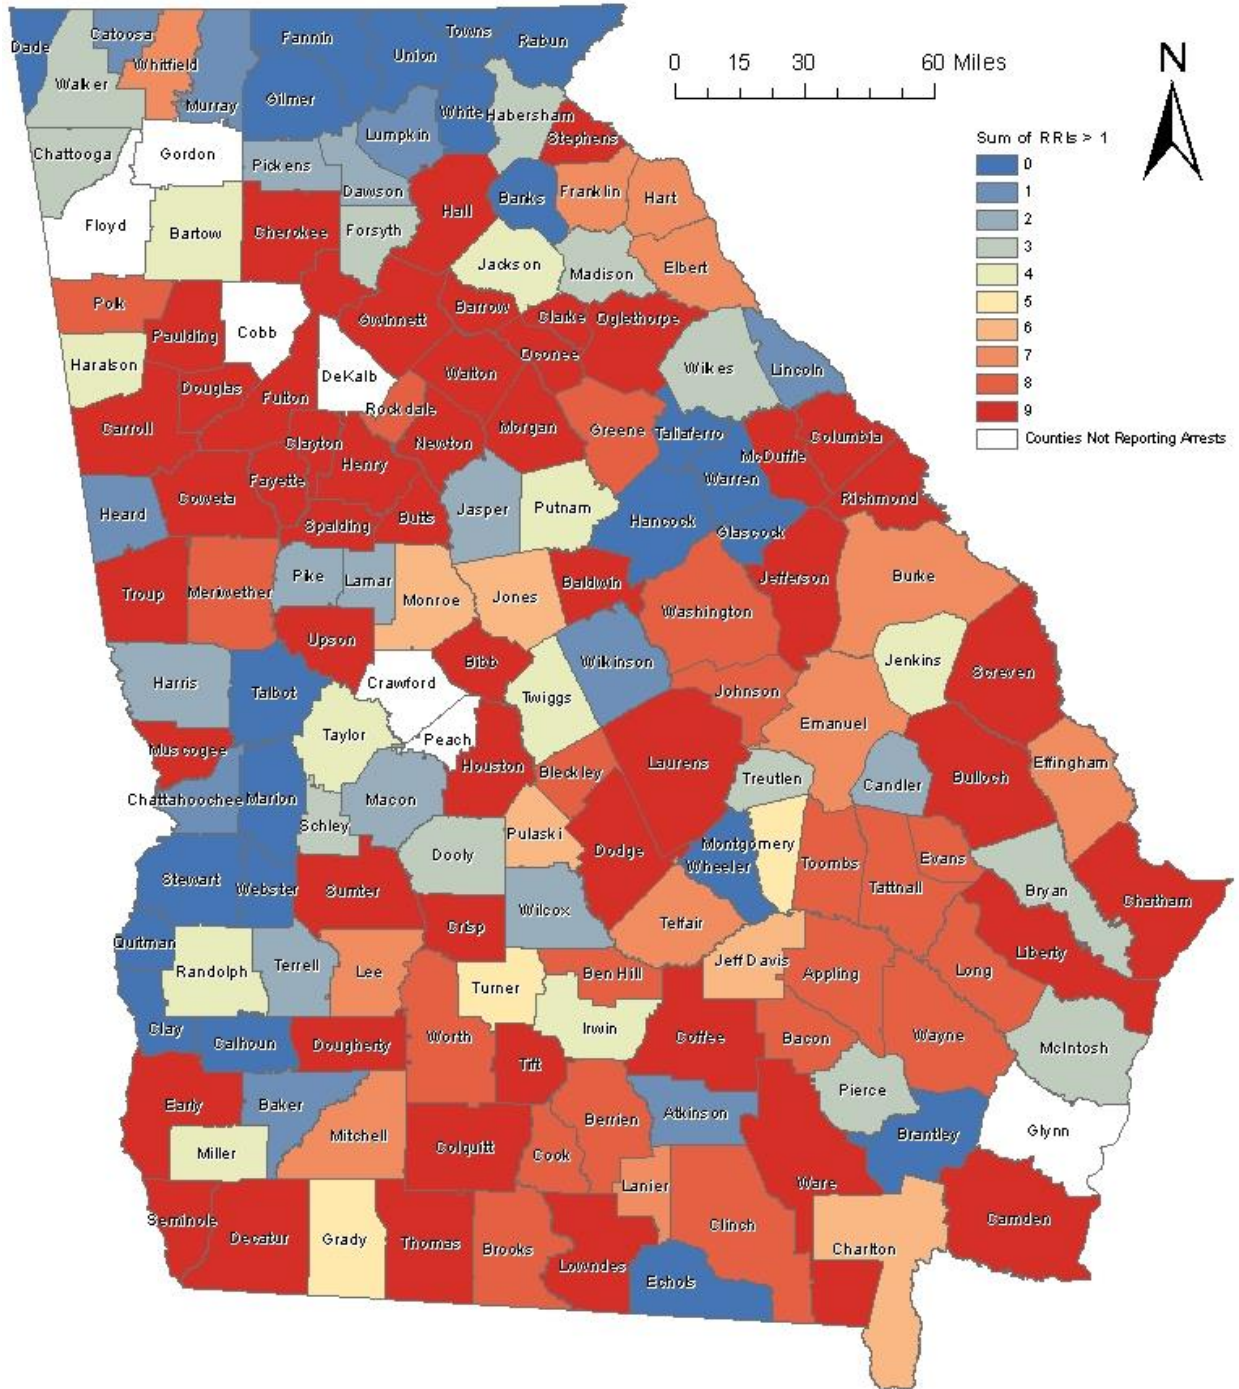 Dade
Catoosa
Fannin
Towns
Union
Rabun
Whitfield
Walker
Murray
Gilmer
White
Habersham
Lumpkin
Stephens
Chattooga
Gordon
Pickens
Dawson
Banks
Franklin
Hart
Hall
Floyd
Bartow
Cherokee
Forsyth
Jackson
Madison
Elbert
Polk
Paulding
Cobb
Gwinnett
Barrow
Clarke
Oglethorpe
Oconee
Haralson
Douglas
Fulton
DeKalb
Walton
Wilkes
Lincoln
Rockdale
Carroll
Clayton
Newton
Morgan
Greene
Taliaferro
Columbia
McDuffie
Henry
Fayette
Warren
Heard
Coweta
Spalding
Butts
Jasper
Putnam
Hancock
Glascock
Richmond
Troup
Meriwether
Pike
Lamar
Monroe
Jones
Baldwin
Jefferson
Burke
Washington
Upson
Bibb
Wilkinson
Jenkins
Screven
Harris
Talbot
Crawford
Twiggs
Johnson
Emanuel
Taylor
Peach
Muscogee
Houston
Bleckley
Laurens
Treutlen
Candler
Bulloch
Effingham
Chattahoochee
Marion
Macon
Schley
Pulaski
Dooly
Dodge
Montgomery
Wheeler
Toombs
Evans
Tattnall
Bryan
Chatham
Stewart
Webster
Sumter
Crisp
Wilcox
Telfair
Liberty
Quitman
Randolph
Terrell
Lee
Turner
Ben Hill
Jeff Davis
Appling
Long
Clay
Calhoun
Dougherty
Worth
Irwin
Coffee
Bacon
Wayne
McIntosh
Tift
Early
Baker
Atkinson
Pierce
Brantley
Glynn
Miller
Mitchell
Colquitt
Cook
Berrien
Lanier
Ware
Seminole
Decatur
Grady
Thomas
Brooks
Lowndes
Clinch
Echols
Charlton
Camden
0 15 30 60 Miles
N
Sum of RRIs > 1
0
1
2
3
4
5
6
7
8
9
Counties Not Reporting Arrests